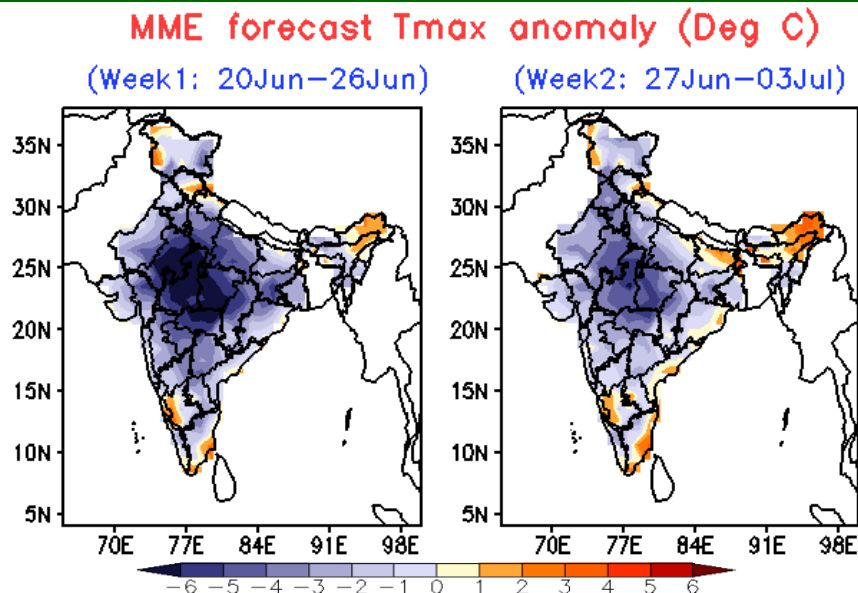 MME forecast Tmax anomaly (Deg C)
(Week1: 20Jun−26Jun) (Week2: 27Jun−03Jul)
35N 35N
30N 30N
25N 25N
20N 20N
15N 15N
10N 10N
5N 5N
70E 77E 84E 91E 98E 70E 77E 84E 91E 98E
−6 −5 −4 −3 −2 −1 0 1 2 3 4 5 6